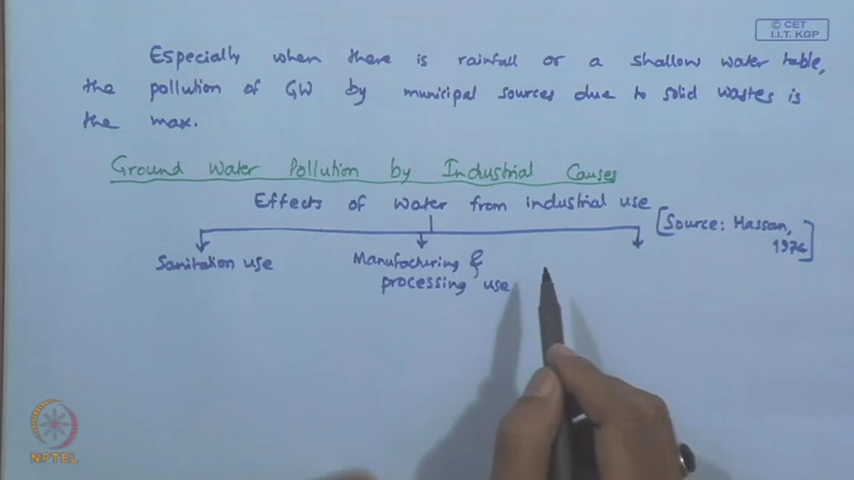 © CET
I.I.T. KGP
Especially when there is rainfall or a shallow water table,
the pollution of GW by municipal sources due to solid wastes is
the max.
Ground Water Pollution by Industrial Causes
Effects of water from industrial use
[Source: Hassan,
1974]
Sanitation use
Manufacturing &
processing use
NPTEL